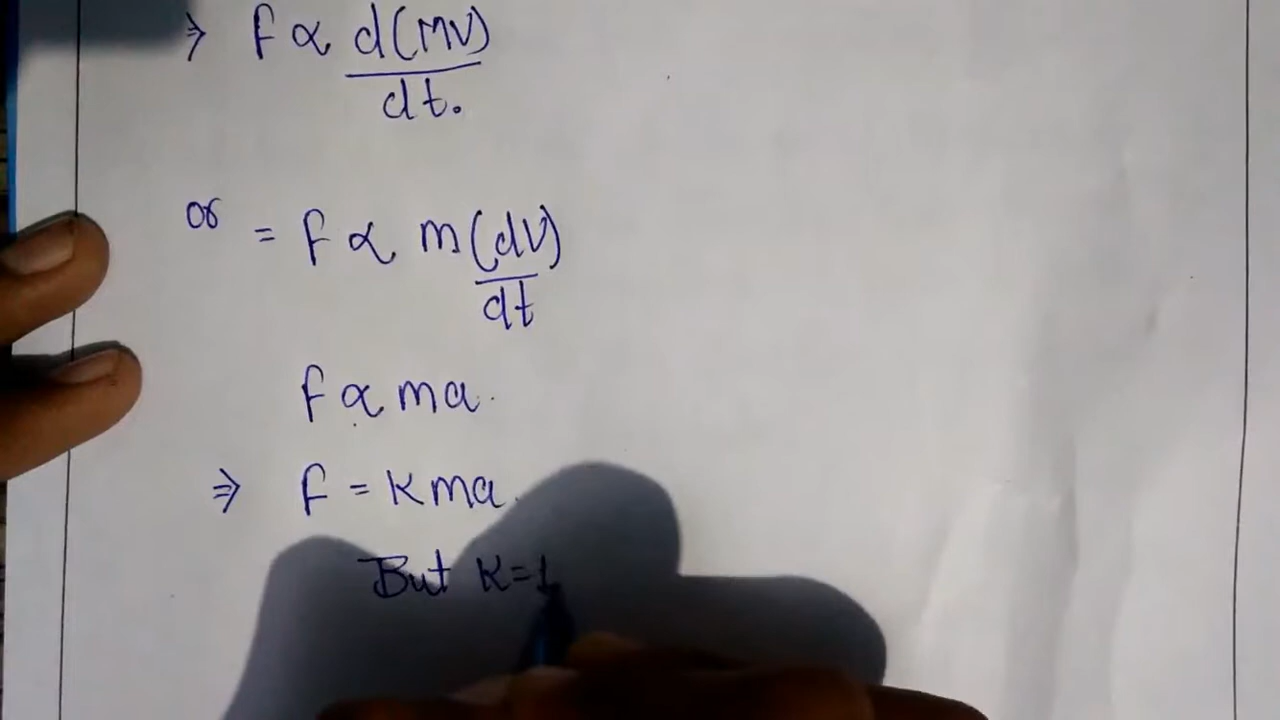 ⇒ F ∝ d(mv)
dt.
or = F ∝ m(dv)
dt
F ∝ ma.
⇒ F = Kma.
But K=1